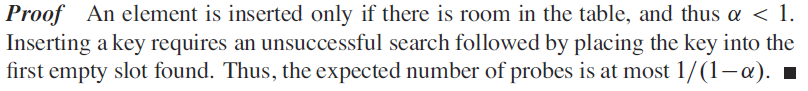 Proof An element is inserted only if there is room in the table, and thus α < 1.
Inserting a key requires an unsuccessful search followed by placing the key into the
first empty slot found. Thus, the expected number of probes is at most 1/(1−α). ■